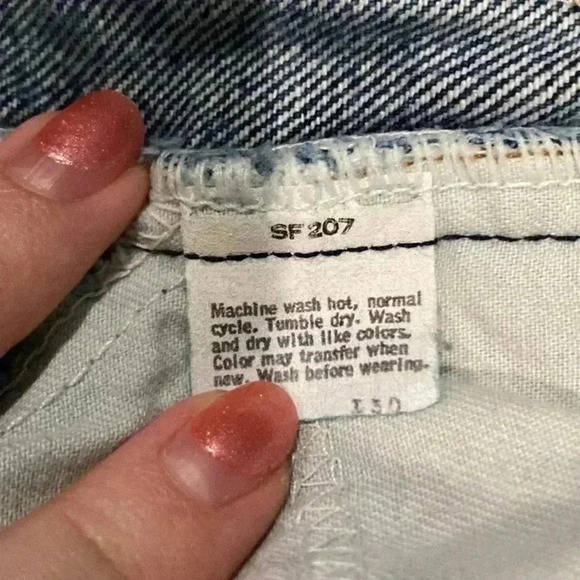 SF 207
Machine wash hot, normal
cycle. Tumble dry. Wash
and dry with like colors.
Color may transfer when
new. Wash before wearing.